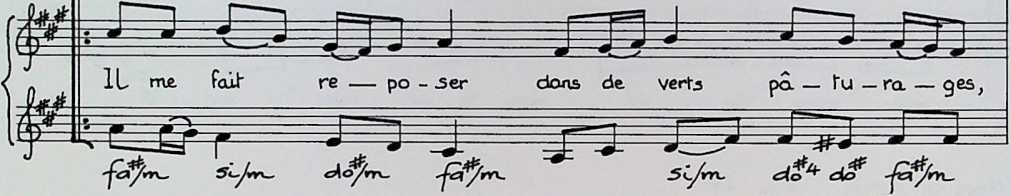 Il me fait re — po – ser dans de verts pâ – tu – ra – ges,
fa#/m si/m do#/m fa#/m si/m do#4 do# fa#/m